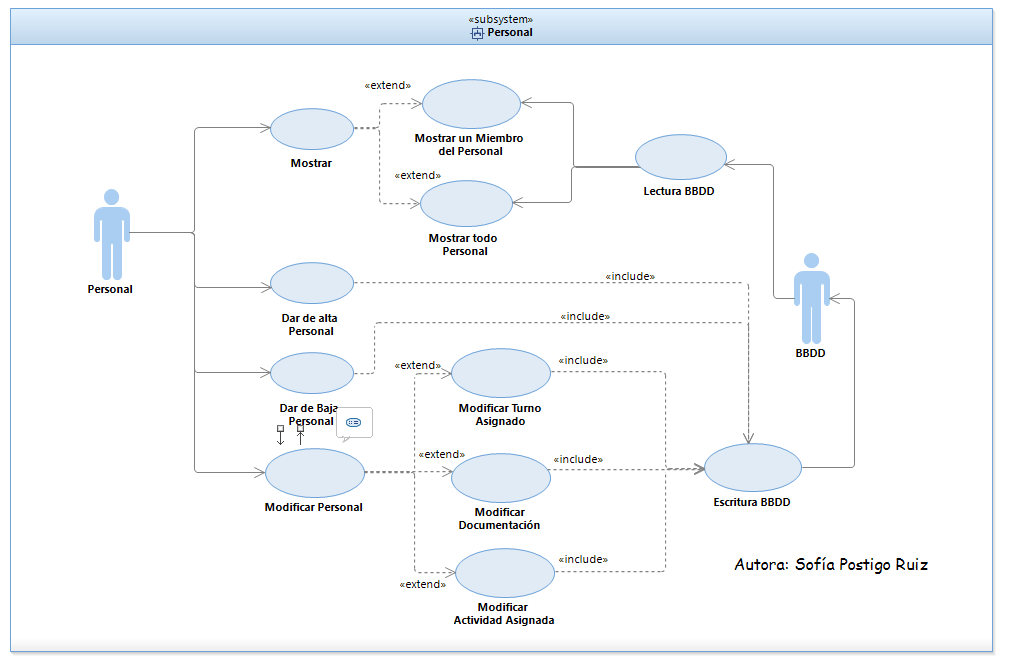 «subsystem»
Personal
«extend»
Mostrar un Miembro
del Personal
Mostrar
«extend»
Lectura BBDD
Mostrar todo
Personal
Personal
«include»
Dar de alta
Personal
«include»
BBDD
«extend»
«include»
Dar de Baja
Personal
Modificar Turno
Asignado
«extend»
«include»
Modificar Personal
Modificar
Documentación
Escritura BBDD
«include»
«extend»
Autora: Sofía Postigo Ruiz
Modificar
Actividad Asignada